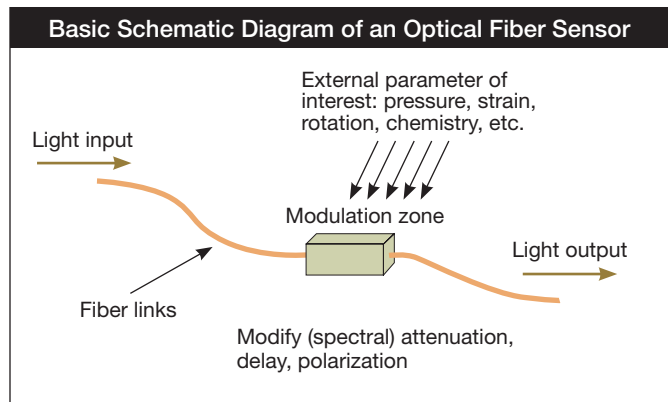 Basic Schematic Diagram of an Optical Fiber Sensor
External parameter of
interest: pressure, strain,
rotation, chemistry, etc.
Light input
Modulation zone
Light output
Fiber links
Modify (spectral) attenuation,
delay, polarization